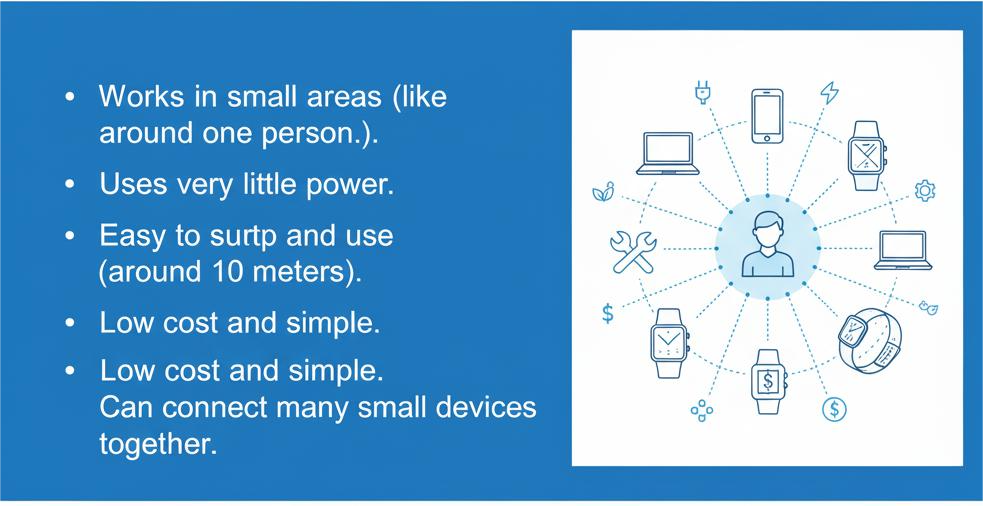 • Works in small areas (like
around one person.).
• Uses very little power.
• Easy to surtp and use
(around 10 meters).
• Low cost and simple.
• Low cost and simple.
Can connect many small devices
together.
$
$
$